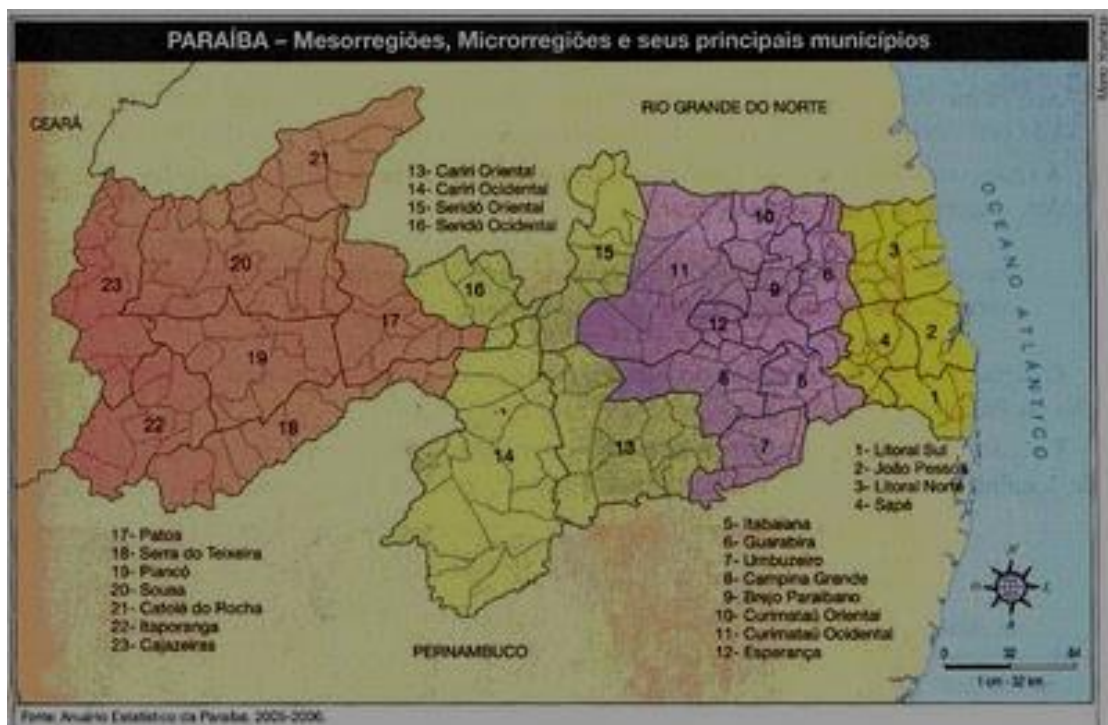 PARAÍBA – Mesorregiões, Microrregiões e seus principais municípios
CEARÁ
RIO GRANDE DO NORTE
13- Cariri Oriental
14- Cariri Ocidental
15- Seridó Oriental
16- Seridó Ocidental
21
20
23
19
22
18
17
16
15
14
13
10
11
9
6
12
8
5
7
3
4
2
1
OCEANO ATLÂNTICO
1- Litoral Sul
2- João Pessoa
3- Litoral Norte
4- Sapé
17- Patos
18- Serra do Teixeira
19- Piancó
20- Sousa
21- Catolé do Rocha
22- Itaporanga
23- Cajazeiras
PERNAMBUCO
5- Itabaiana
6- Guarabira
7- Umbuzeiro
8- Campina Grande
9- Brejo Paraibano
10- Curimataú Oriental
11- Curimataú Ocidental
12- Esperança
0 32 64
1 cm - 32 km
Fonte: Anuário Estatístico da Paraíba. 2005-2006.